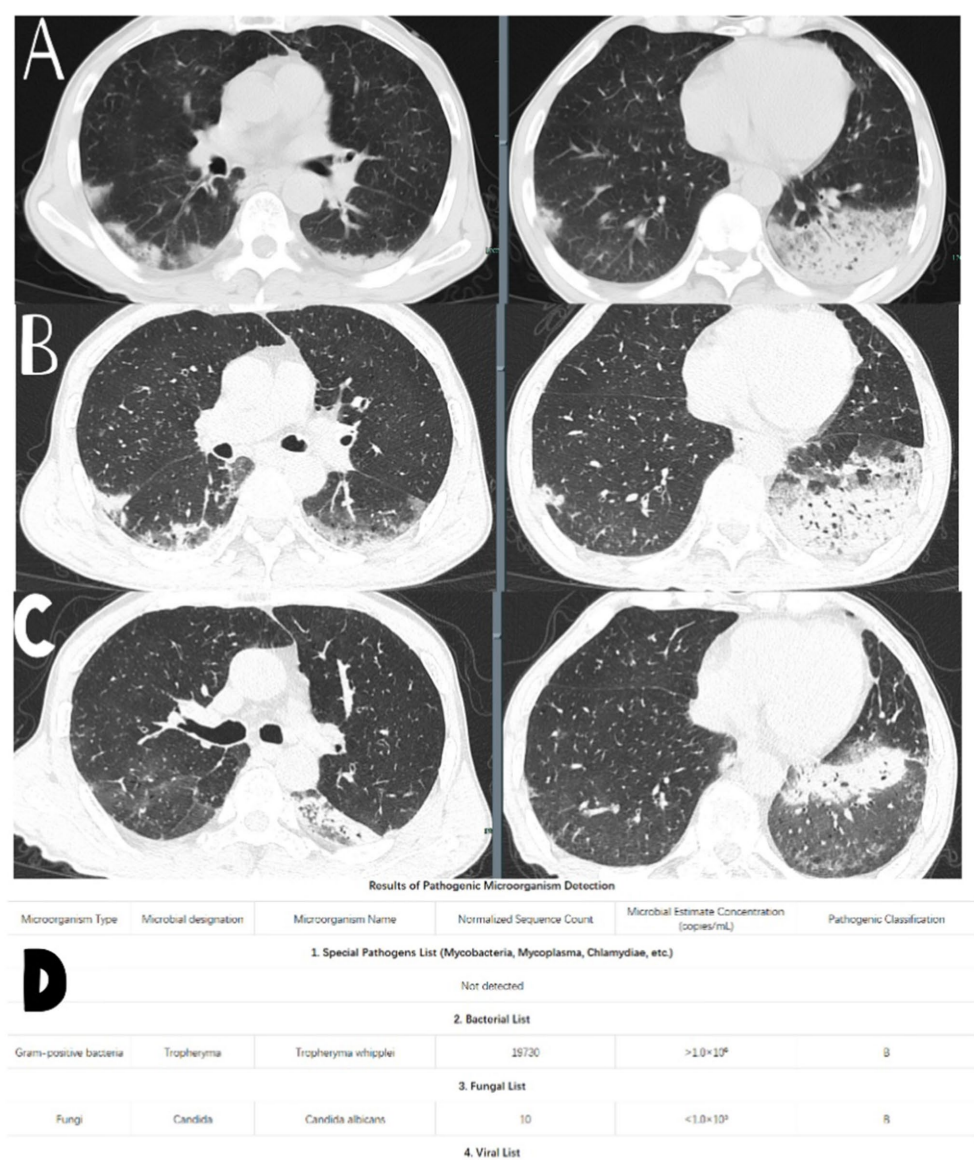 A
B
C
Results of Pathogenic Microorganism Detection
Microorganism Type Microbial designation Microorganism Name Normalized Sequence Count Microbial Estimate Concentration (copies/mL) Pathogenic Classification
D
1. Special Pathogens List (Mycobacteria, Mycoplasma, Chlamydiae, etc.)
Not detected
2. Bacterial List
Gram-positive bacteria Tropheryma Tropheryma whipplei 19730 >1.0×10⁶ B
3. Fungal List
Fungi Candida Candida albicans 10 <1.0×10³ B
4. Viral List